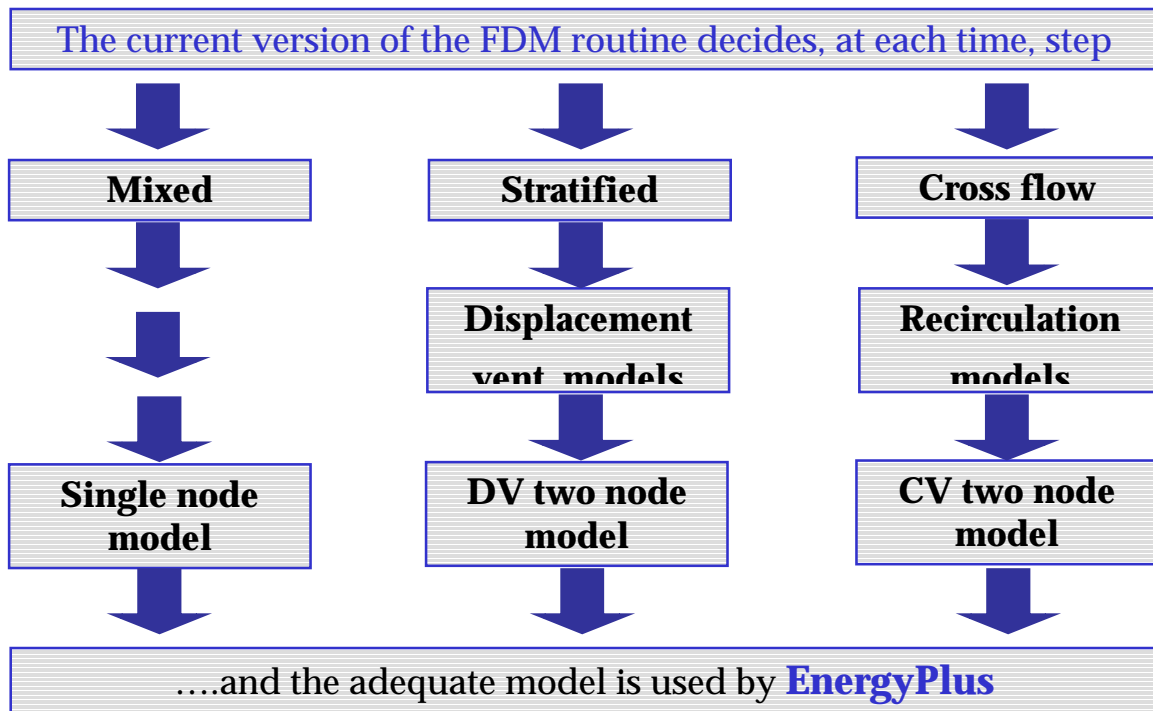 The current version of the FDM routine decides, at each time, step
Mixed
Stratified
Cross flow
Displacement
vent. models
Recirculation
models
Single node
model
DV two node
model
CV two node
model
....and the adequate model is used by EnergyPlus